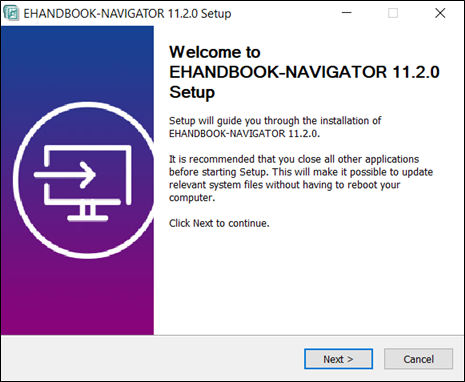 EHANDBOOK-NAVIGATOR 11.2.0 Setup
Welcome to
EHANDBOOK-NAVIGATOR 11.2.0
Setup
Setup will guide you through the installation of
EHANDBOOK-NAVIGATOR 11.2.0.
It is recommended that you close all other applications
before starting Setup. This will make it possible to update
relevant system files without having to reboot your
computer.
Click Next to continue.
Next >
Cancel